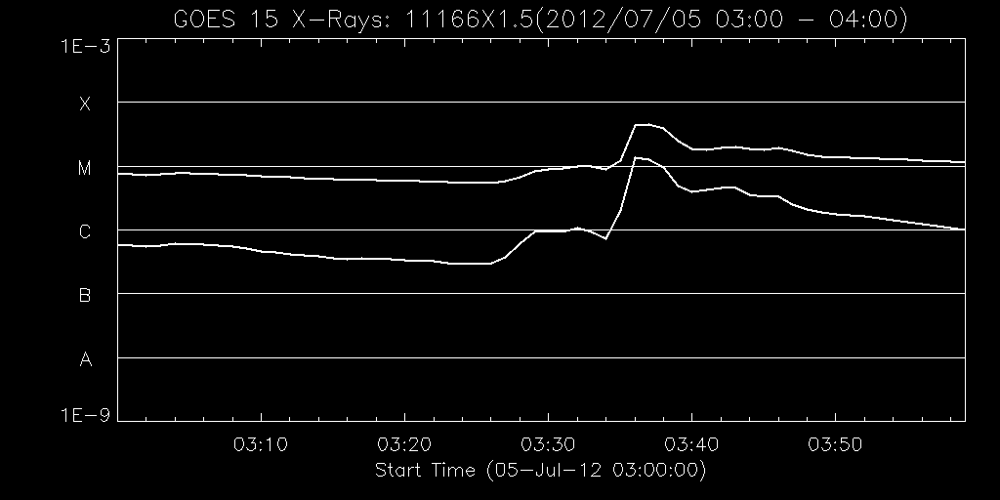 GOES 15 X-Rays: 11166X1.5(2012/07/05 03:00 - 04:00)
1E-3
X
M
C
B
A
1E-9
03:10 03:20 03:30 03:40 03:50
Start Time (05-Jul-12 03:00:00)